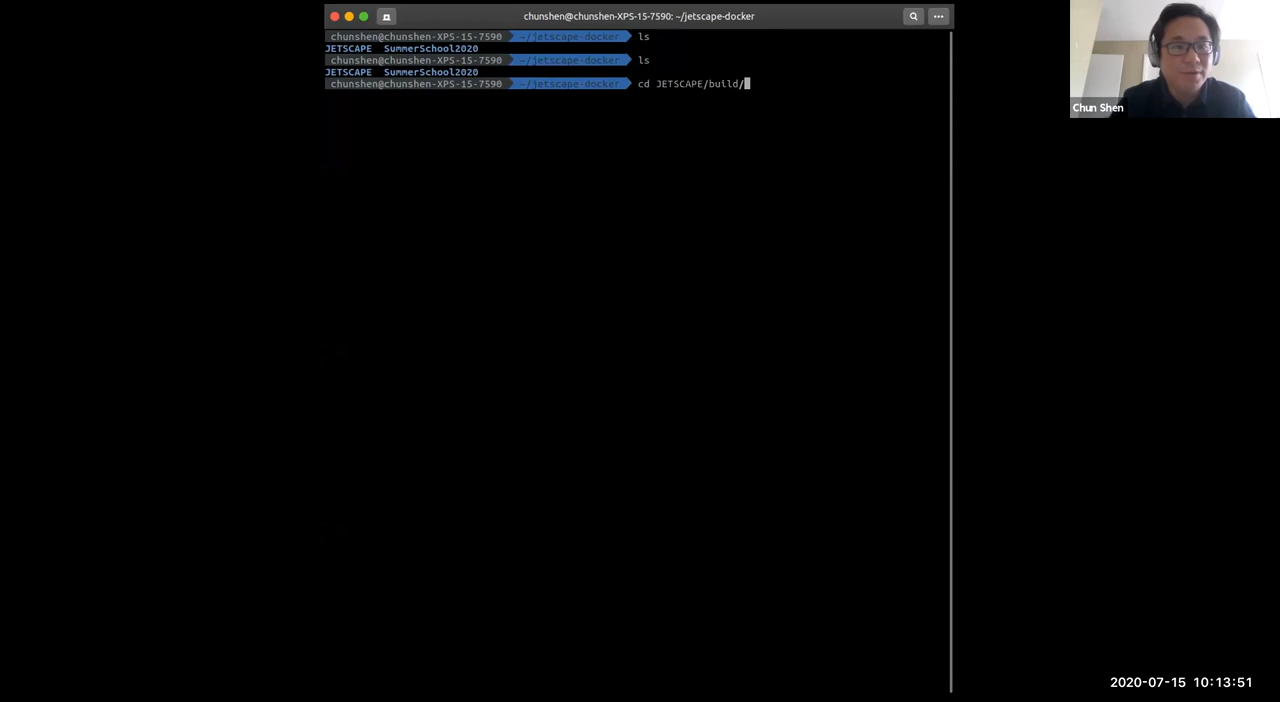 chunshen@chunshen-XPS-15-7590: ~/jetscape-docker
chunshen@chunshen-XPS-15-7590 ~/jetscape-docker ls
JETSCAPE SummerSchool2020
chunshen@chunshen-XPS-15-7590 ~/jetscape-docker ls
JETSCAPE SummerSchool2020
chunshen@chunshen-XPS-15-7590 ~/jetscape-docker cd JETSCAPE/build/
Chun Shen
2020-07-15 10:13:51